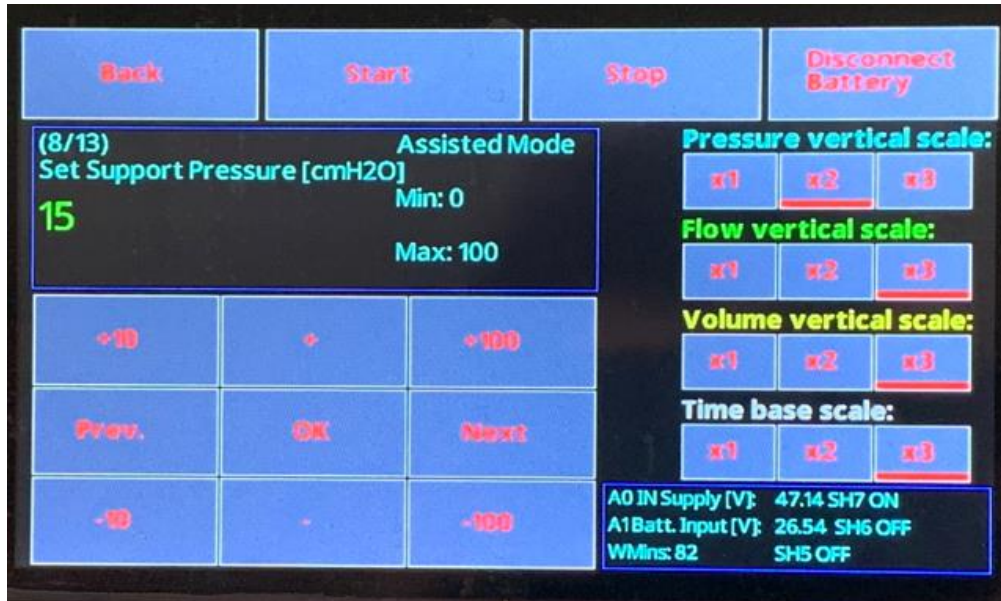 Back Start Stop Disconnect
Battery
(8/13) Assisted Mode
Set Support Pressure [cmH2O]
15
Min: 0
Max: 100
+10 + +100
Prev. OK Next
-10 - -100
Pressure vertical scale:
x1 x2 x3
Flow vertical scale:
x1 x2 x3
Volume vertical scale:
x1 x2 x3
Time base scale:
x1 x2 x3
A0 IN Supply [V]: 47.14 SH7 ON
A1 Batt. Input [V]: 26.54 SH6 OFF
WMins: 82 SH5 OFF